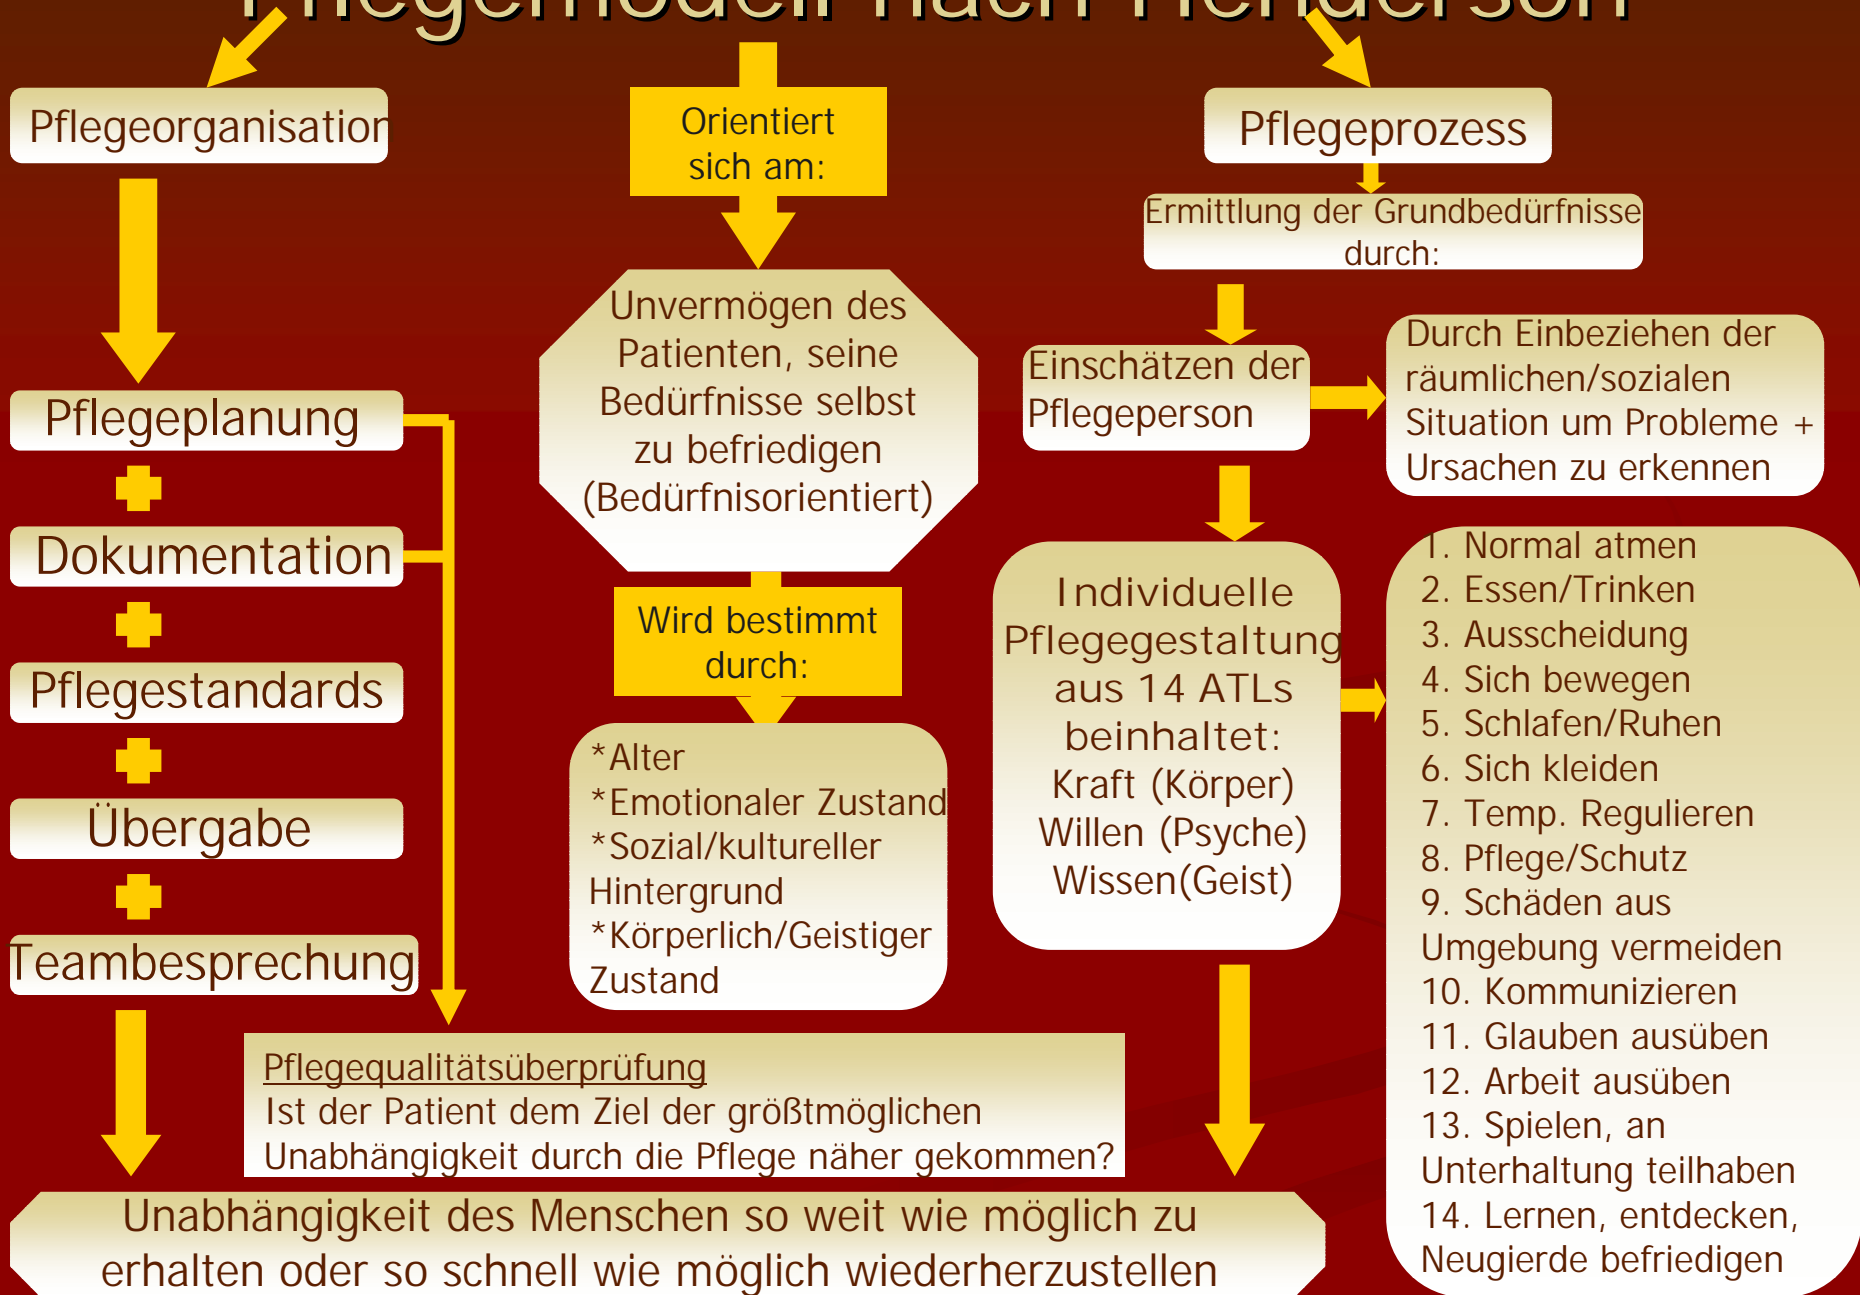 Pflegemodell nach Henderson
Pflegeorganisation
Pflegeplanung
Dokumentation
Pflegestandards
Übergabe
Teambesprechung
Orientiert
sich am:
Unvermögen des
Patienten, seine
Bedürfnisse selbst
zu befriedigen
(Bedürfnisorientiert)
Wird bestimmt
durch:
*Alter
*Emotionaler Zustand
*Sozial/kultureller
Hintergrund
*Körperlich/Geistiger
Zustand
Pflegeprozess
Ermittlung der Grundbedürfnisse
durch:
Einschätzen der
Pflegeperson
Durch Einbeziehen der
räumlichen/sozialen
Situation um Probleme +
Ursachen zu erkennen
Individuelle
Pflegegestaltung
aus 14 ATLs
beinhaltet:
Kraft (Körper)
Willen (Psyche)
Wissen(Geist)
1. Normal atmen
2. Essen/Trinken
3. Ausscheidung
4. Sich bewegen
5. Schlafen/Ruhen
6. Sich kleiden
7. Temp. Regulieren
8. Pflege/Schutz
9. Schäden aus
Umgebung vermeiden
10. Kommunizieren
11. Glauben ausüben
12. Arbeit ausüben
13. Spielen, an
Unterhaltung teilhaben
14. Lernen, entdecken,
Neugierde befriedigen
Pflegequalitätsüberprüfung
Ist der Patient dem Ziel der größtmöglichen
Unabhängigkeit durch die Pflege näher gekommen?
Unabhängigkeit des Menschen so weit wie möglich zu
erhalten oder so schnell wie möglich wiederherzustellen